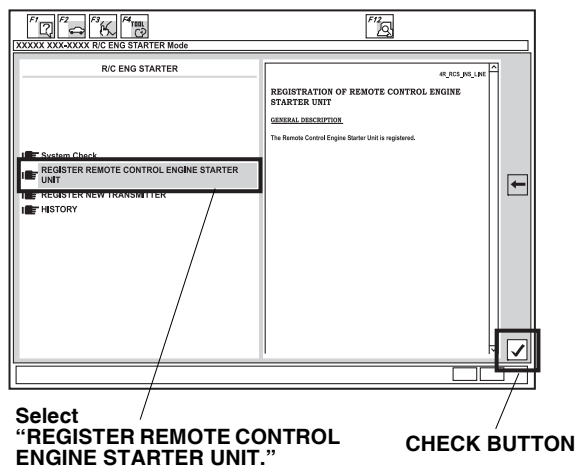 F1
F2
F3
F4 TOOL
F12
XXXXX XXX-XXXX R/C ENG STARTER Mode
R/C ENG STARTER
System Check
REGISTER REMOTE CONTROL ENGINE STARTER
UNIT
REGISTER NEW TRANSMITTER
HISTORY
4R_RCS_INS_LINE
REGISTRATION OF REMOTE CONTROL ENGINE
STARTER UNIT
GENERAL DESCRIPTION
The Remote Control Engine Starter Unit is registered.
Select
“REGISTER REMOTE CONTROL
ENGINE STARTER UNIT.”
CHECK BUTTON